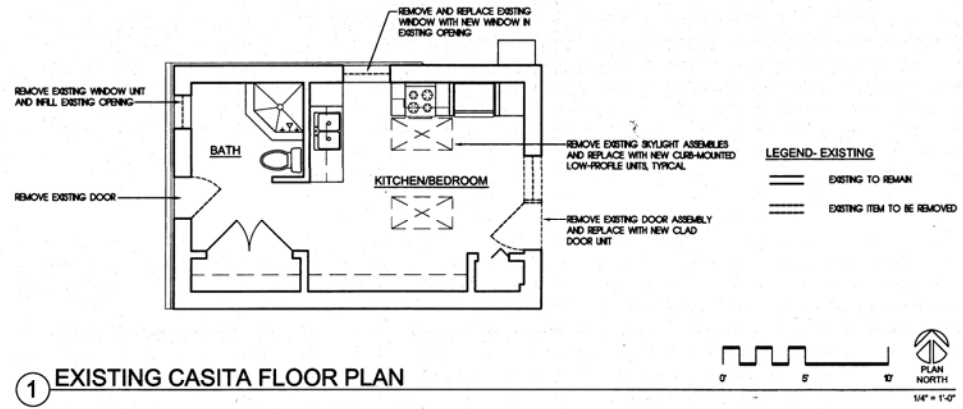 REMOVE AND REPLACE EXISTING
WINDOW WITH NEW WINDOW IN
EXISTING OPENING
REMOVE EXISTING WINDOW UNIT
AND INFILL EXISTING OPENING
BATH
REMOVE EXISTING SKYLIGHT ASSEMBLES
AND REPLACE WITH NEW CURB-MOUNTED
LOW-PROFILE UNITS, TYPICAL
LEGEND- EXISTING
EXISTING TO REMAIN
EXISTING ITEM TO BE REMOVED
KITCHEN/BEDROOM
REMOVE EXISTING DOOR
REMOVE EXISTING DOOR ASSEMBLY
AND REPLACE WITH NEW CLAD
DOOR UNIT
1 EXISTING CASITA FLOOR PLAN
0' 5' 10'
PLAN
NORTH
1/4" = 1'-0"